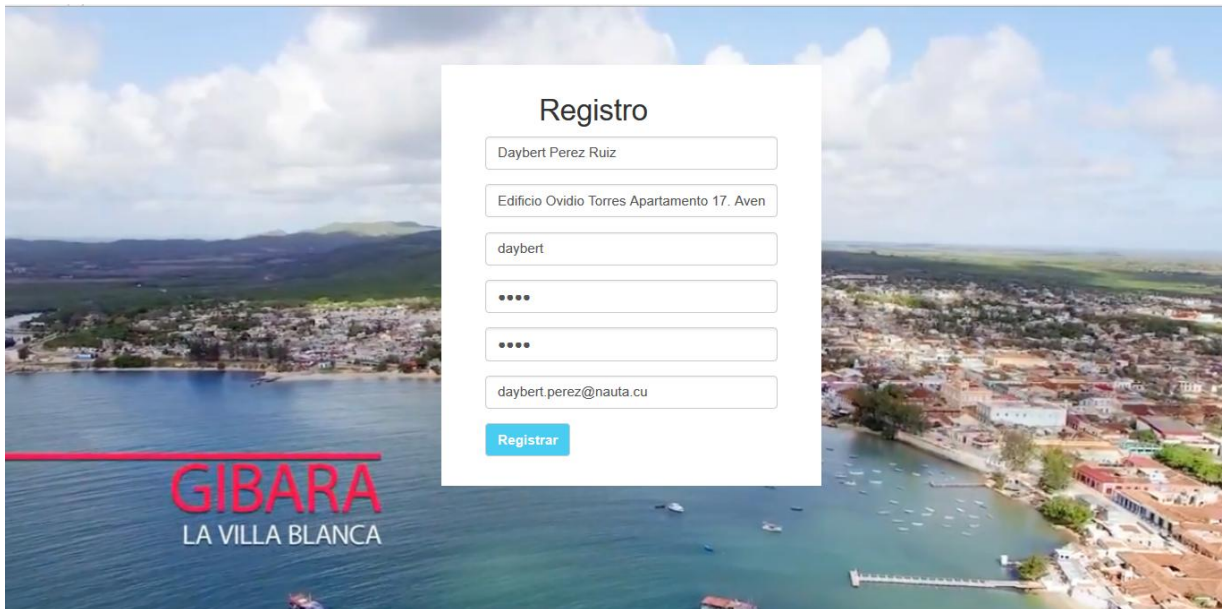 Registro
Daybert Perez Ruiz
Edificio Ovidio Torres Apartamento 17. Aven
daybert
••••
••••
daybert.perez@nauta.cu
Registrar
GIBARA
LA VILLA BLANCA